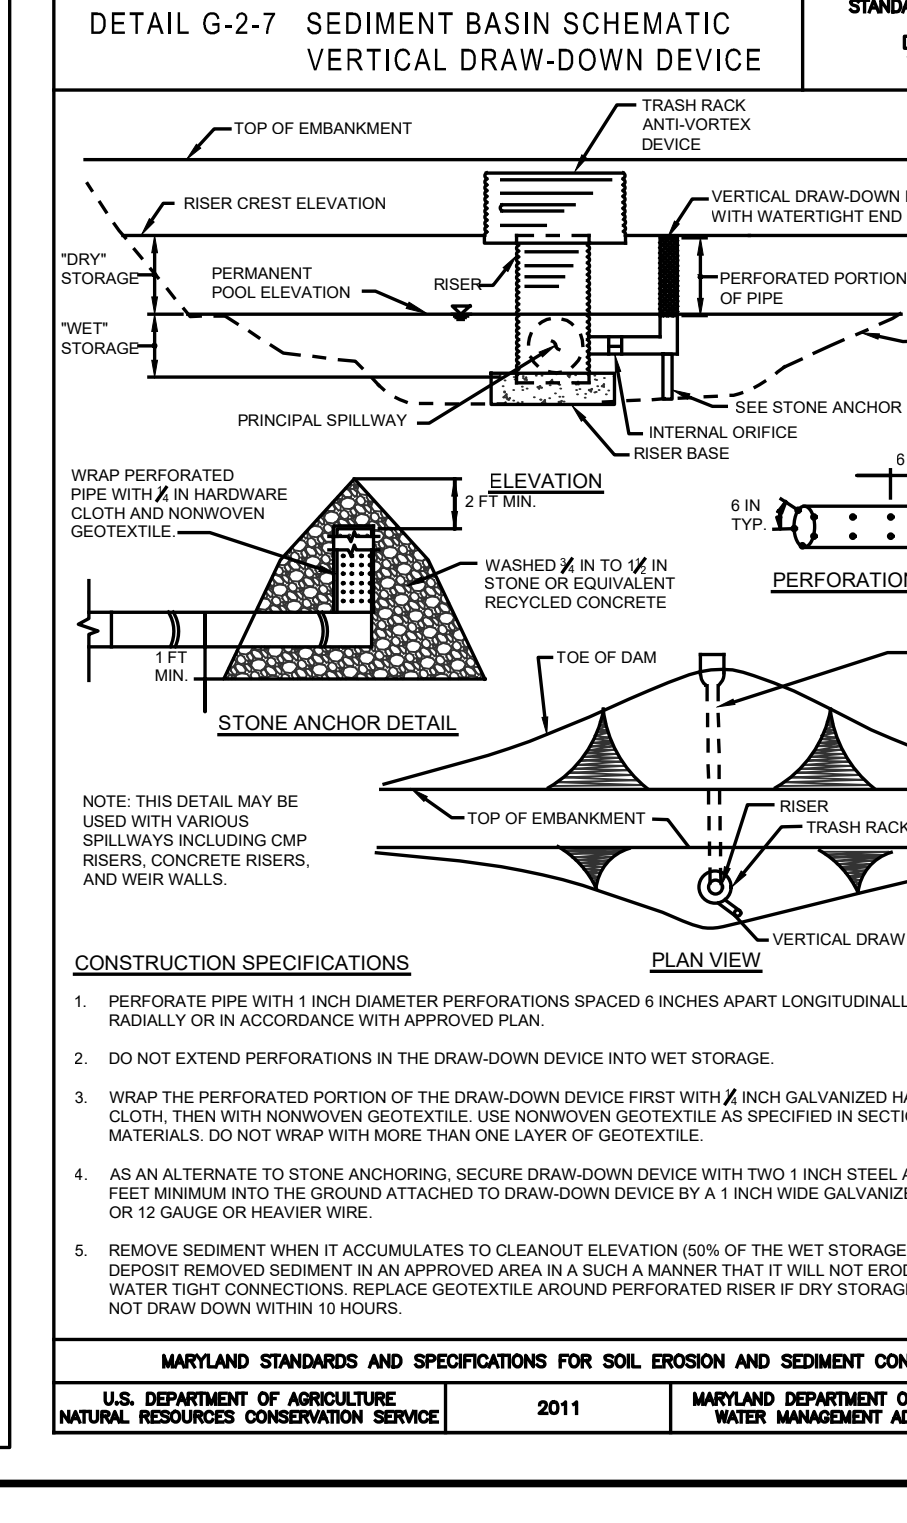 DETAIL G-2-7 SEDIMENT BASIN SCHEMATIC
VERTICAL DRAW-DOWN DEVICE
TRASH RACK
ANTI-VORTEX
DEVICE
TOP OF EMBANKMENT
RISER CREST ELEVATION
VERTICAL DRAW-DOWN
WITH WATERTIGHT END
"DRY"
STORAGE
PERMANENT
POOL ELEVATION
RISER
PERFORATED PORTION
OF PIPE
"WET"
STORAGE
PRINCIPAL SPILLWAY
SEE STONE ANCHOR
INTERNAL ORIFICE
RISER BASE
ELEVATION
WRAP PERFORATED
PIPE WITH 1/4 IN HARDWARE
CLOTH AND NONWOVEN
GEOTEXTILE.
2 FT MIN.
6
6 IN
TYP.
WASHED 3/4 IN TO 1 1/2 IN
STONE OR EQUIVALENT
RECYCLED CONCRETE
1 FT
MIN.
STONE ANCHOR DETAIL
TOE OF DAM
NOTE: THIS DETAIL MAY BE
USED WITH VARIOUS
SPILLWAYS INCLUDING CMP
RISERS, CONCRETE RISERS,
AND WEIR WALLS.
TOP OF EMBANKMENT
RISER
TRASH RACK
VERTICAL DRAW
PLAN VIEW
CONSTRUCTION SPECIFICATIONS
1. PERFORATE PIPE WITH 1 INCH DIAMETER PERFORATIONS SPACED 6 INCHES APART LONGITUDINALL
RADIALLY OR IN ACCORDANCE WITH APPROVED PLAN.
2. DO NOT EXTEND PERFORATIONS IN THE DRAW-DOWN DEVICE INTO WET STORAGE.
3. WRAP THE PERFORATED PORTION OF THE DRAW-DOWN DEVICE FIRST WITH 1/4 INCH GALVANIZED HA
CLOTH, THEN WITH NONWOVEN GEOTEXTILE. USE NONWOVEN GEOTEXTILE AS SPECIFIED IN SECTI
MATERIALS. DO NOT WRAP WITH MORE THAN ONE LAYER OF GEOTEXTILE.
4. AS AN ALTERNATE TO STONE ANCHORING, SECURE DRAW-DOWN DEVICE WITH TWO 1 INCH STEEL
FEET MINIMUM INTO THE GROUND ATTACHED TO DRAW-DOWN DEVICE BY A 1 INCH WIDE GALVANIZE
OR 12 GAUGE OR HEAVIER WIRE.
5. REMOVE SEDIMENT WHEN IT ACCUMULATES TO CLEANOUT ELEVATION (50% OF THE WET STORAGE
DEPOSIT REMOVED SEDIMENT IN AN APPROVED AREA IN A SUCH A MANNER THAT IT WILL NOT EROD
WATER TIGHT CONNECTIONS. REPLACE GEOTEXTILE AROUND PERFORATED RISER IF DRY STORAG
NOT DRAW DOWN WITHIN 10 HOURS.
MARYLAND STANDARDS AND SPECIFICATIONS FOR SOIL EROSION AND SEDIMENT CON
U.S. DEPARTMENT OF AGRICULTURE
NATURAL RESOURCES CONSERVATION SERVICE
2011
MARYLAND DEPARTMENT O
WATER MANAGEMENT AD